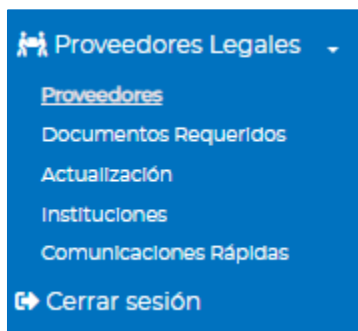 Proveedores Legales
Proveedores
Documentos Requeridos
Actualización
Instituciones
Comunicaciones Rápidas
Cerrar sesión